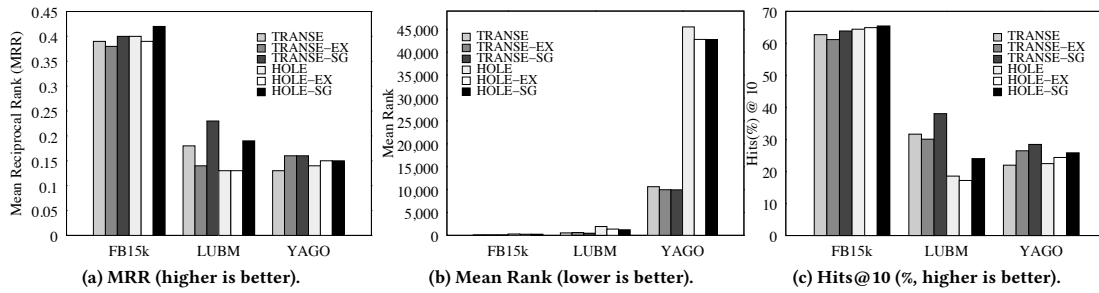 Mean Reciprocal Rank (MRR)
0.45
0.4
0.35
0.3
0.25
0.2
0.15
0.1
0.05
0
TRANSE
TRANSE−EX
TRANSE−SG
HOLE
HOLE−EX
HOLE−SG
FB15k LUBM YAGO
(a) MRR (higher is better).
Mean Rank
45,000
40,000
35,000
30,000
25,000
20,000
15,000
10,000
5,000
0
TRANSE
TRANSE−EX
TRANSE−SG
HOLE
HOLE−EX
HOLE−SG
FB15k LUBM YAGO
(b) Mean Rank (lower is better).
Hits(%) @ 10
70
60
50
40
30
20
10
0
TRANSE
TRANSE−EX
TRANSE−SG
HOLE
HOLE−EX
HOLE−SG
FB15k LUBM YAGO
(c) Hits@10 (%, higher is better).